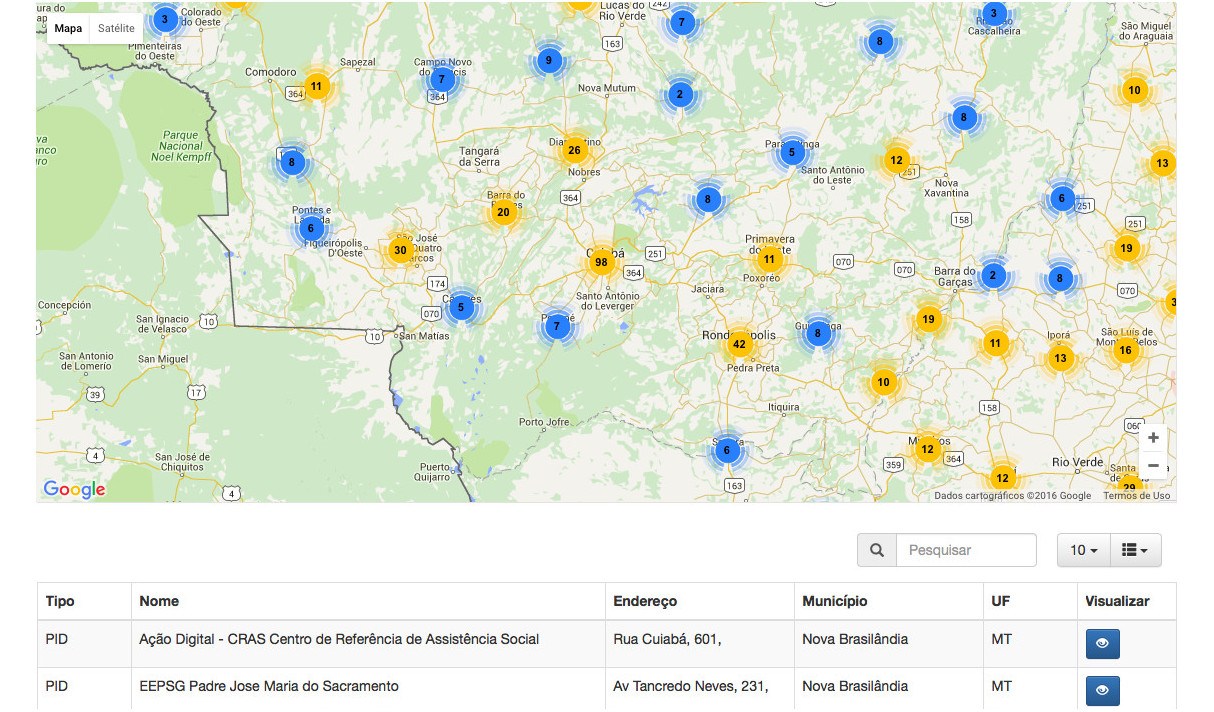 ura do
ap
Colorado
do Oeste
3
Lucas do
Rio Verde
242
7
3
Cascalheira
São Miguel
do Araguaia
Mapa
Satélite
Pimenteiras
do Oeste
163
8
Comodoro
Sapezal
Campo Novo
9
11
364
7
364
Nova Mutum
2
10
8
Parque
Nacional
Noel Kempff
Tangará
da Serra
26
Nobres
5
Santo Antônio
do Leste
12
251
13
8
Nova
Xavantina
Barra do
20
364
8
6
251
Pontes e
6
Figueirópolis
D'Oeste
São José
Quatro
30
158
251
98
251
364
Primavera
11
Poxoréo
070
070
19
Barra do
Garças
2
8
174
Jaciara
070
Concepción
Santo Antônio
do Leverger
5
070
San Ignacio
de Velasco
10
10
San Matías
7
Rondonópolis
42
8
19
Iporá
São Luís de
11
13
16
San Antonio
de Lomerio
San Miguel
Pedra Preta
10
39
17
Itiquira
158
Porto Jofre
060
4
San José de
Chiquitos
Puerto
Quijarro
6
12
359
364
Rio Verde
Santa
+
−
4
163
12
29
Google
Dados cartográficos ©2016 Google
Termos de Uso
Pesquisar
10
Tipo Nome Endereço Município UF Visualizar
PID Ação Digital - CRAS Centro de Referência de Assistência Social Rua Cuiabá, 601, Nova Brasilândia MT
PID EEPSG Padre Jose Maria do Sacramento Av Tancredo Neves, 231, Nova Brasilândia MT